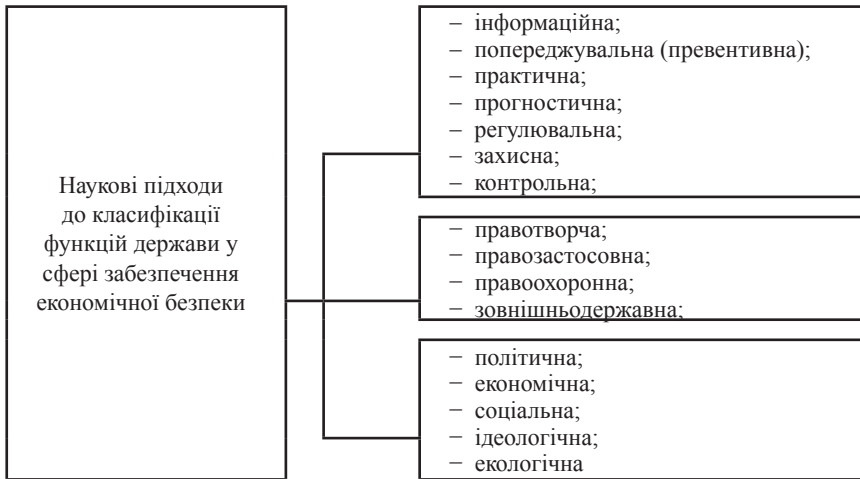 Наукові підходи
до класифікації
функцій держави у
сфері забезпечення
економічної безпеки
– інформаційна;
– попереджувальна (превентивна);
– практична;
– прогностична;
– регулювальна;
– захисна;
– контрольна;
– правотворча;
– правозастосовна;
– правоохоронна;
– зовнішньодержавна;
– політична;
– економічна;
– соціальна;
– ідеологічна;
– екологічна